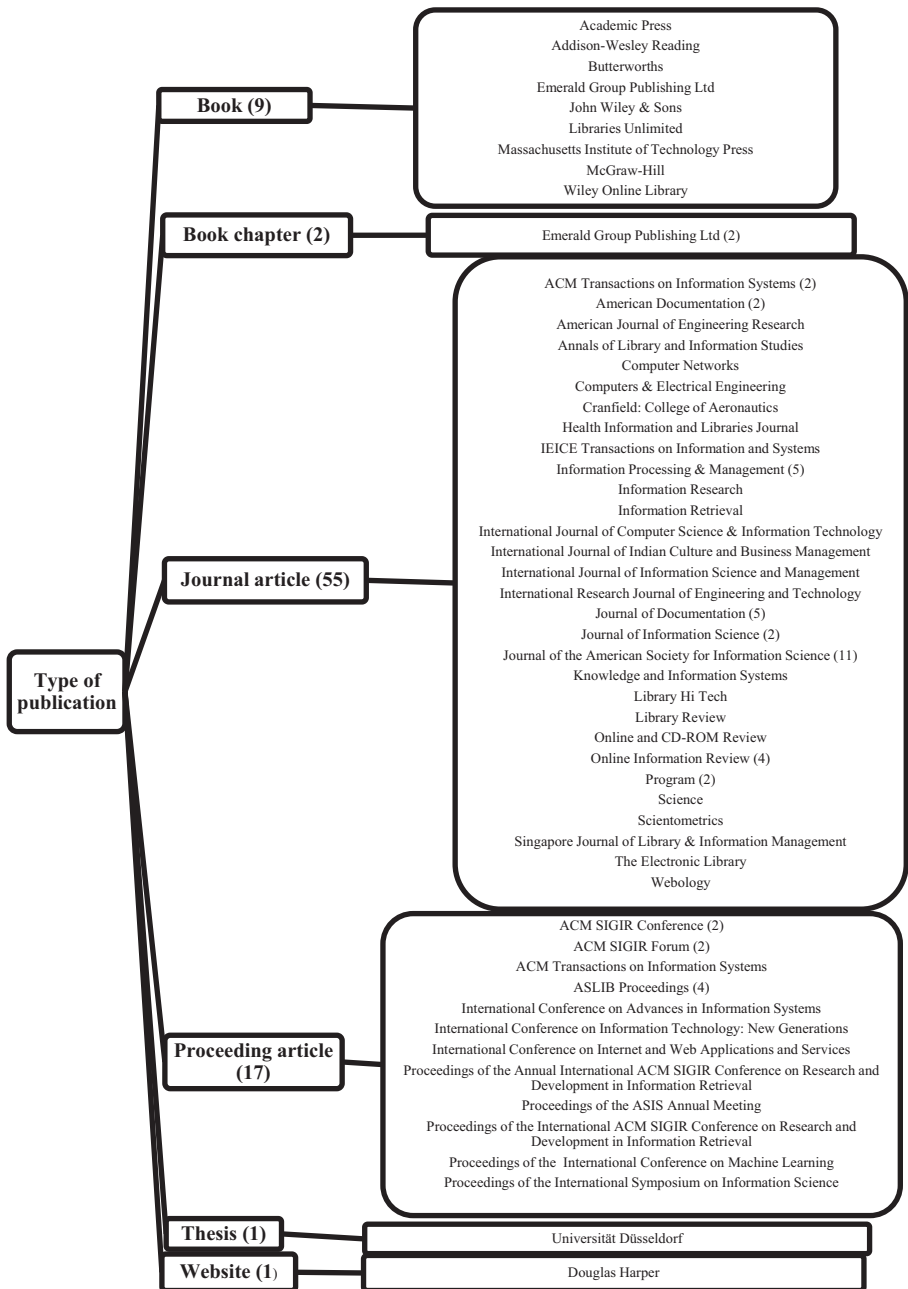 Type of
publication
Book (9)
Academic Press
Addison-Wesley Reading
Butterworths
Emerald Group Publishing Ltd
John Wiley & Sons
Libraries Unlimited
Massachusetts Institute of Technology Press
McGraw-Hill
Wiley Online Library
Book chapter (2)
Emerald Group Publishing Ltd (2)
Journal article (55)
ACM Transactions on Information Systems (2)
American Documentation (2)
American Journal of Engineering Research
Annals of Library and Information Studies
Computer Networks
Computers & Electrical Engineering
Cranfield: College of Aeronautics
Health Information and Libraries Journal
IEICE Transactions on Information and Systems
Information Processing & Management (5)
Information Research
Information Retrieval
International Journal of Computer Science & Information Technology
International Journal of Indian Culture and Business Management
International Journal of Information Science and Management
International Research Journal of Engineering and Technology
Journal of Documentation (5)
Journal of Information Science (2)
Journal of the American Society for Information Science (11)
Knowledge and Information Systems
Library Hi Tech
Library Review
Online and CD-ROM Review
Online Information Review (4)
Program (2)
Science
Scientometrics
Singapore Journal of Library & Information Management
The Electronic Library
Webology
Proceeding article
(17)
ACM SIGIR Conference (2)
ACM SIGIR Forum (2)
ACM Transactions on Information Systems
ASLIB Proceedings (4)
International Conference on Advances in Information Systems
International Conference on Information Technology: New Generations
International Conference on Internet and Web Applications and Services
Proceedings of the Annual International ACM SIGIR Conference on Research and
Development in Information Retrieval
Proceedings of the ASIS Annual Meeting
Proceedings of the International ACM SIGIR Conference on Research and
Development in Information Retrieval
Proceedings of the International Conference on Machine Learning
Proceedings of the International Symposium on Information Science
Thesis (1)
Universität Düsseldorf
Website (1)
Douglas Harper